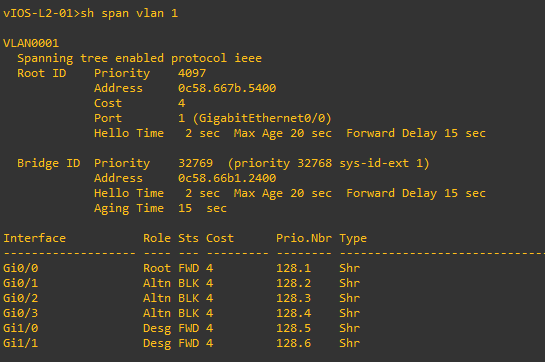 vIOS-L2-01>sh span vlan 1
VLAN0001
Spanning tree enabled protocol ieee
Root ID Priority 4097
Address 0c58.667b.5400
Cost 4
Port 1 (GigabitEthernet0/0)
Hello Time 2 sec Max Age 20 sec Forward Delay 15 sec
Bridge ID Priority 32769 (priority 32768 sys-id-ext 1)
Address 0c58.66b1.2400
Hello Time 2 sec Max Age 20 sec Forward Delay 15 sec
Aging Time 15 sec
Interface Role Sts Cost Prio.Nbr Type
------------------- ---- --- --------- -------- --------------------------------
Gi0/0 Root FWD 4 128.1 Shr
Gi0/1 Altn BLK 4 128.2 Shr
Gi0/2 Altn BLK 4 128.3 Shr
Gi0/3 Altn BLK 4 128.4 Shr
Gi1/0 Desg FWD 4 128.5 Shr
Gi1/1 Desg FWD 4 128.6 Shr